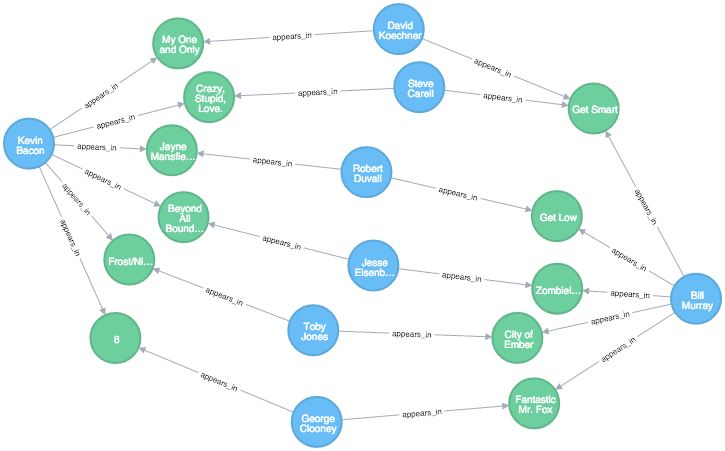 David
Koechner
My One
and Only
appears_in
appears_in
appears_in
Steve
Carell
Crazy,
Stupid,
Love.
appears_in
appears_in
Get Smart
appears_in
Kevin
Bacon
appears_in
Jayne
Mansfie...
appears_in
Robert
Duvall
appears_in
appears_in
appears_in
Beyond
All
Bound...
appears_in
Get Low
appears_in
appears_in
appears_in
Frost/Ni...
Jesse
Eisenb...
appears_in
appears_in
Zombiel...
appears_in
Bill
Murray
appears_in
Toby
Jones
appears_in
City of
Ember
appears_in
8
appears_in
appears_in
Fantastic
Mr. Fox
George
Clooney
appears_in